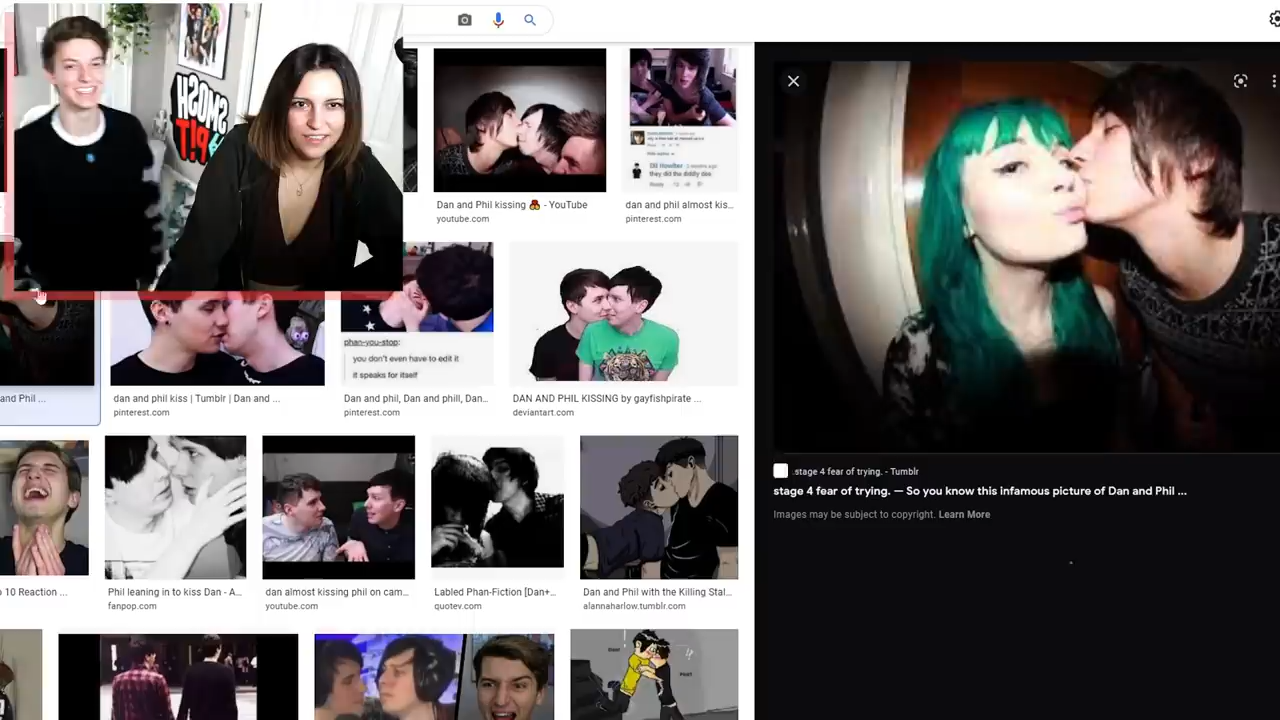 SMOSH
PIT!
Dan and Phil kissing 🙈 - YouTube
youtube.com
they did the diddly dee
dan and phil almost kis...
pinterest.com
phan-you-stop:
you don't even have to edit it
it speaks for itself
and Phil ...
dan and phil kiss | Tumblr | Dan and ...
pinterest.com
Dan and phil, Dan and phill, Dan...
pinterest.com
DAN AND PHIL KISSING by gayfishpirate ...
deviantart.com
stage 4 fear of trying. - Tumblr
stage 4 fear of trying. — So you know this infamous picture of Dan and Phil ...
Images may be subject to copyright. Learn More
10 Reaction ...
Phil leaning in to kiss Dan - A...
fanpop.com
dan almost kissing phil on cam...
youtube.com
Labled Phan-Fiction [Dan+...
quotev.com
Dan and Phil with the Killing Stal...
alannaharlow.tumblr.com